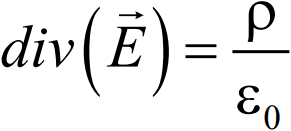 div(E⃗) = ρ/ε₀